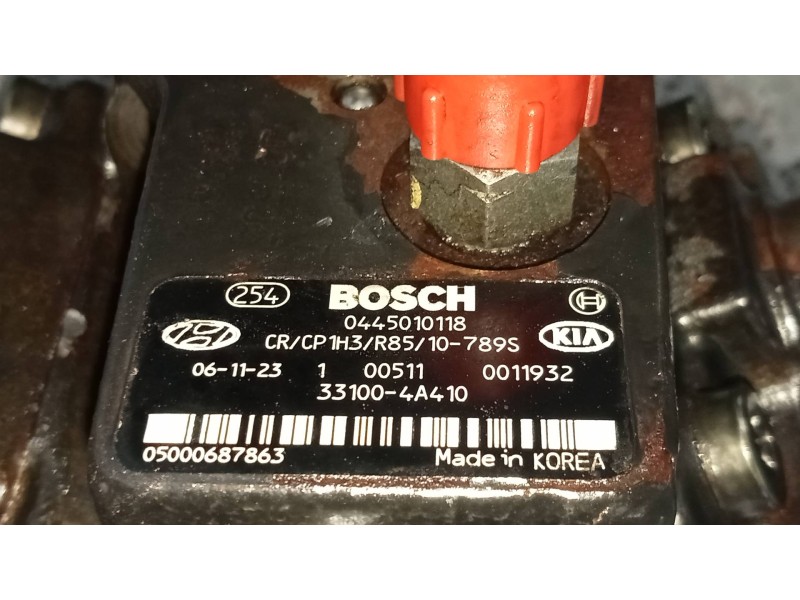 254 BOSCH
0445010118
CR/CP1H3/R85/10-789S KIA
06-11-23 1 00511 0011932
33100-4A410
05000687863 Made in KOREA